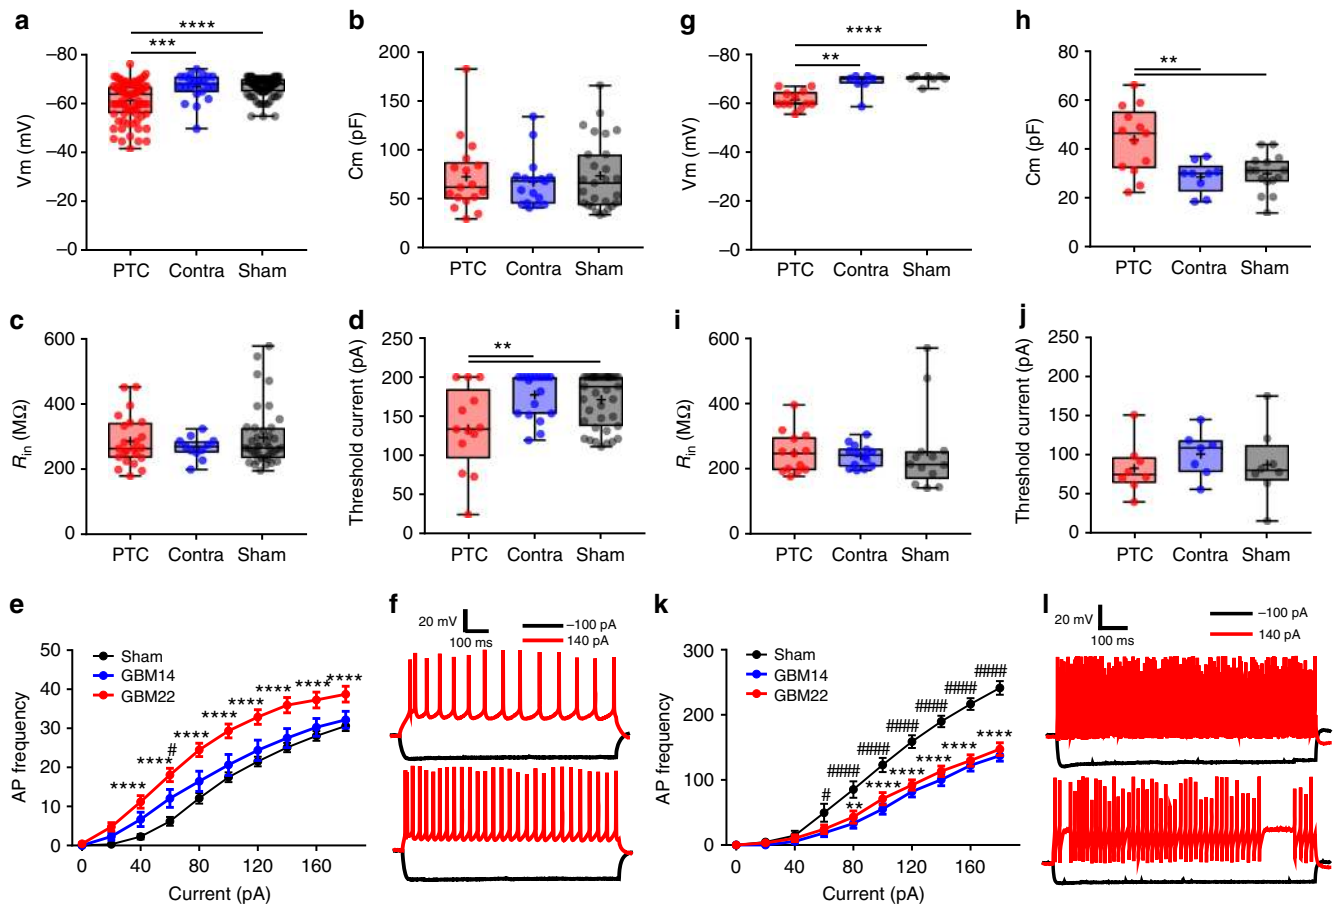 a
****
***
Vm (mV)
–80
–60
–40
–20
–0
PTC Contra Sham
b
Cm (pF)
200
150
100
50
0
PTC Contra Sham
g
****
**
Vm (mV)
–80
–60
–40
–20
–0
PTC Contra Sham
h
**
Cm (pF)
80
60
40
20
0
PTC Contra Sham
c
Rin (MΩ)
600
400
200
0
PTC Contra Sham
d
**
Threshold current (pA)
250
200
150
100
50
0
PTC Contra Sham
i
Rin (MΩ)
600
400
200
0
PTC Contra Sham
j
Threshold current (pA)
250
200
150
100
50
0
PTC Contra Sham
e
AP frequency
50
40
30
20
10
0
Sham
GBM14
GBM22
**** **** # **** **** **** **** ****
0 40 80 120 160
Current (pA)
f
20 mV
100 ms
–100 pA
140 pA
k
AP frequency
300
200
100
0
Sham
GBM14
GBM22
# #### #### #### #### #### ####
** **** **** **** **** ****
0 40 80 120 160
Current (pA)
l
20 mV
100 ms
–100 pA
140 pA